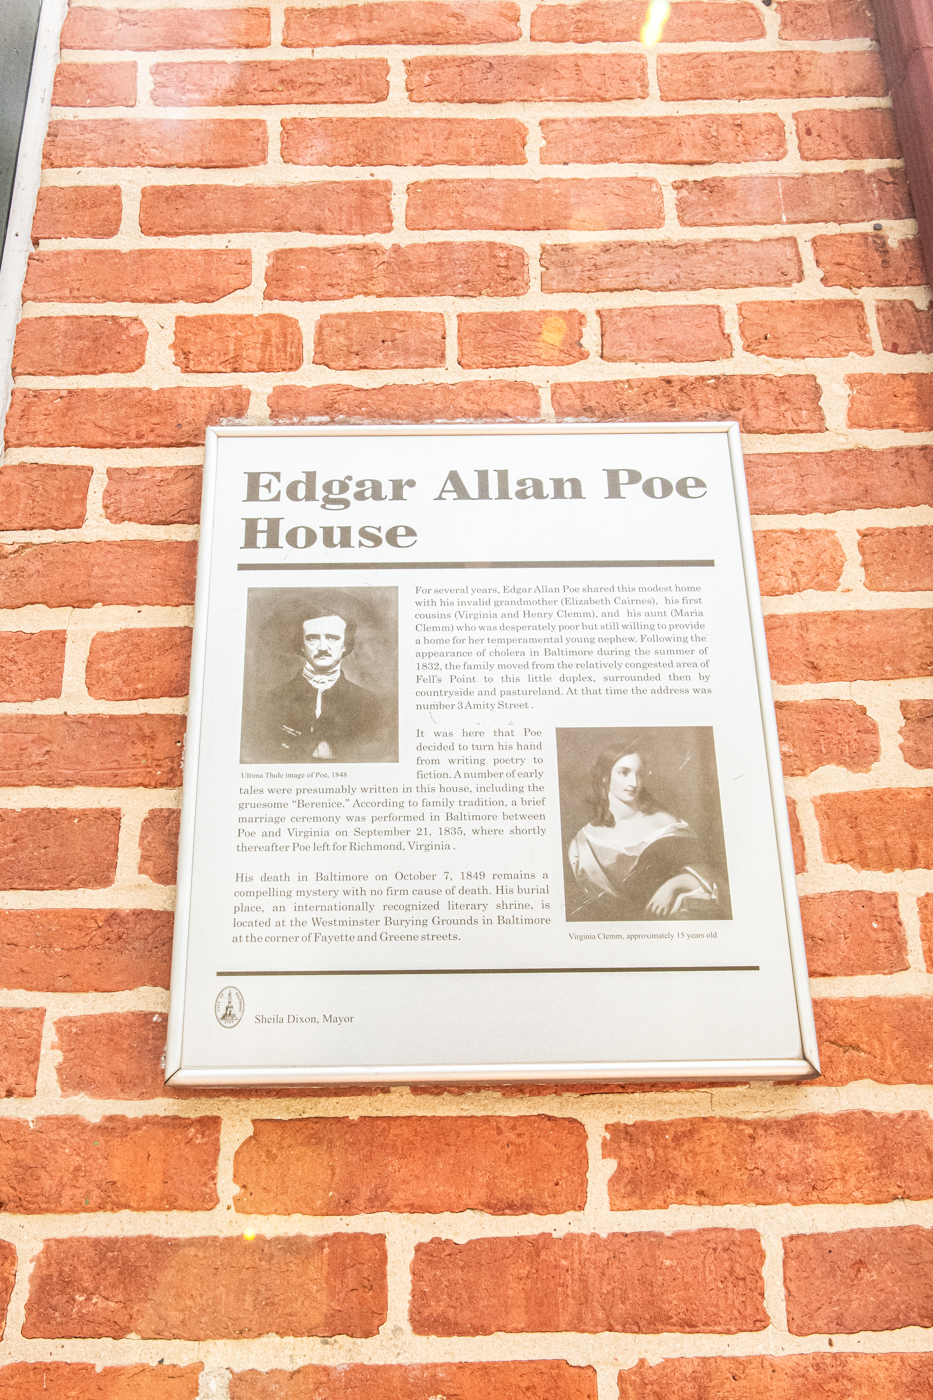 Edgar Allan Poe
House
For several years, Edgar Allan Poe shared this modest home
with his invalid grandmother (Elizabeth Cairnes), his first
cousins (Virginia and Henry Clemm), and his aunt (Maria
Clemm) who was desperately poor but still willing to provide
a home for her temperamental young nephew. Following the
appearance of cholera in Baltimore during the summer of
1832, the family moved from the relatively congested area of
Fell's Point to this little duplex, surrounded then by
countryside and pastureland. At that time the address was
number 3 Amity Street .
Ultima Thule image of Poe, 1848
It was here that Poe
decided to turn his hand
from writing poetry to
fiction. A number of early
tales were presumably written in this house, including the
gruesome “Berenice.” According to family tradition, a brief
marriage ceremony was performed in Baltimore between
Poe and Virginia on September 21, 1835, where shortly
thereafter Poe left for Richmond, Virginia .
His death in Baltimore on October 7, 1849 remains a
compelling mystery with no firm cause of death. His burial
place, an internationally recognized literary shrine, is
located at the Westminster Burying Grounds in Baltimore
at the corner of Fayette and Greene streets.
Virginia Clemm, approximately 15 years old
Sheila Dixon, Mayor